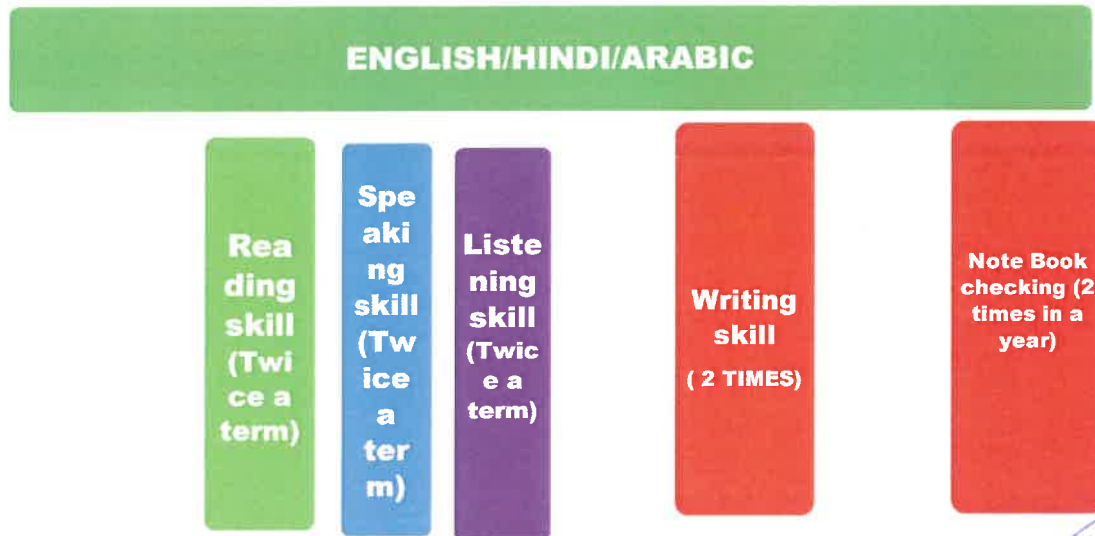 ENGLISH/HINDI/ARABIC
Rea
ding
skill
(Twi
ce a
term)
Spe
aki
ng
skill
(Tw
ice
a
ter
m)
Liste
ning
skill
(Twic
e a
term)
Writing
skill
( 2 TIMES)
Note Book
checking (2
times in a
year)